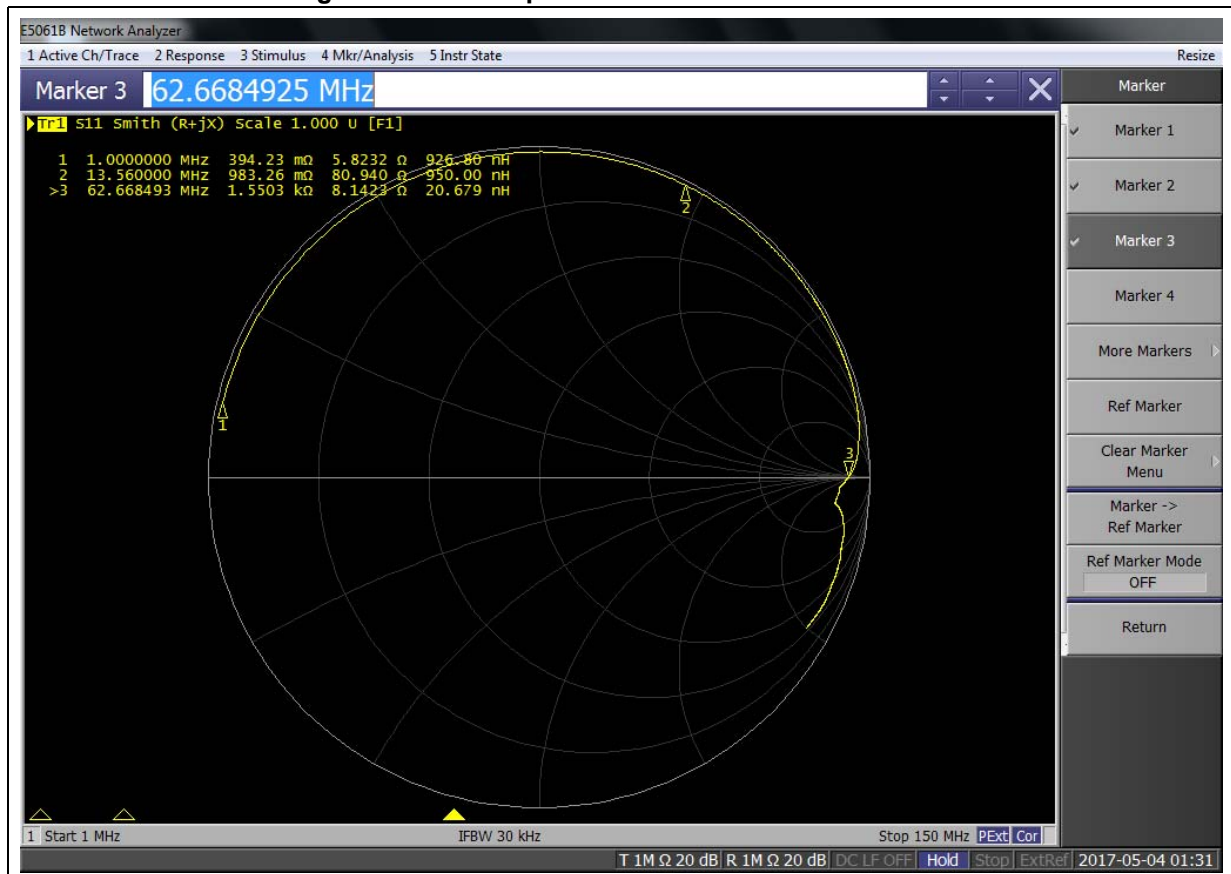 E5061B Network Analyzer
1 Active Ch/Trace 2 Response 3 Stimulus 4 Mkr/Analysis 5 Instr State Resize
Marker 3 62.6684925 MHz
Tr1 S11 Smith (R+jX) Scale 1.000 U [F1]
1 1.0000000 MHz 394.23 mΩ 5.8232 Ω 926.80 nH
2 13.560000 MHz 983.26 mΩ 80.940 Ω 950.00 nH
>3 62.668493 MHz 1.5503 kΩ 8.1423 Ω 20.679 nH
2
3
1
Marker
Marker 1
Marker 2
Marker 3
Marker 4
More Markers
Ref Marker
Clear Marker
Menu
Marker ->
Ref Marker
Ref Marker Mode
OFF
Return
1 Start 1 MHz IFBW 30 kHz Stop 150 MHz PExt Cor
T 1M Ω 20 dB R 1M Ω 20 dB DC LF OFF Hold Stop ExtRef 2017-05-04 01:31